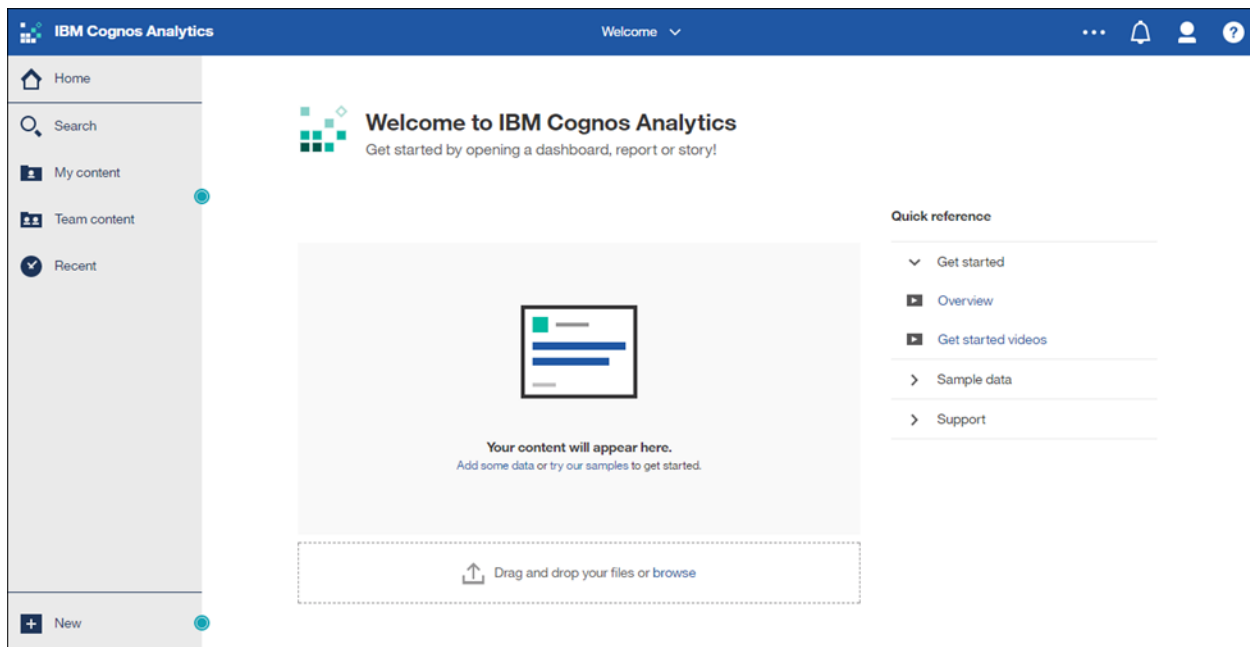 IBM Cognos Analytics
Welcome
Home
Search
My content
Team content
Recent
New
Welcome to IBM Cognos Analytics
Get started by opening a dashboard, report or story!
Your content will appear here.
Add some data or try our samples to get started.
Drag and drop your files or browse
Quick reference
Get started
Overview
Get started videos
Sample data
Support